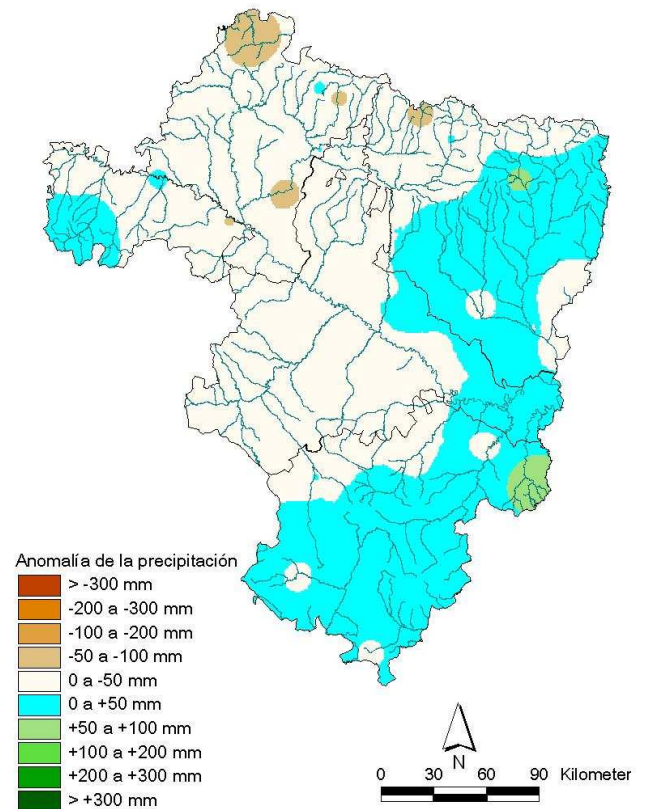 Anomalía de la precipitación
> -300 mm
-200 a -300 mm
-100 a -200 mm
-50 a -100 mm
0 a -50 mm
0 a +50 mm
+50 a +100 mm
+100 a +200 mm
+200 a +300 mm
> +300 mm
N
0 30 60 90 Kilometer